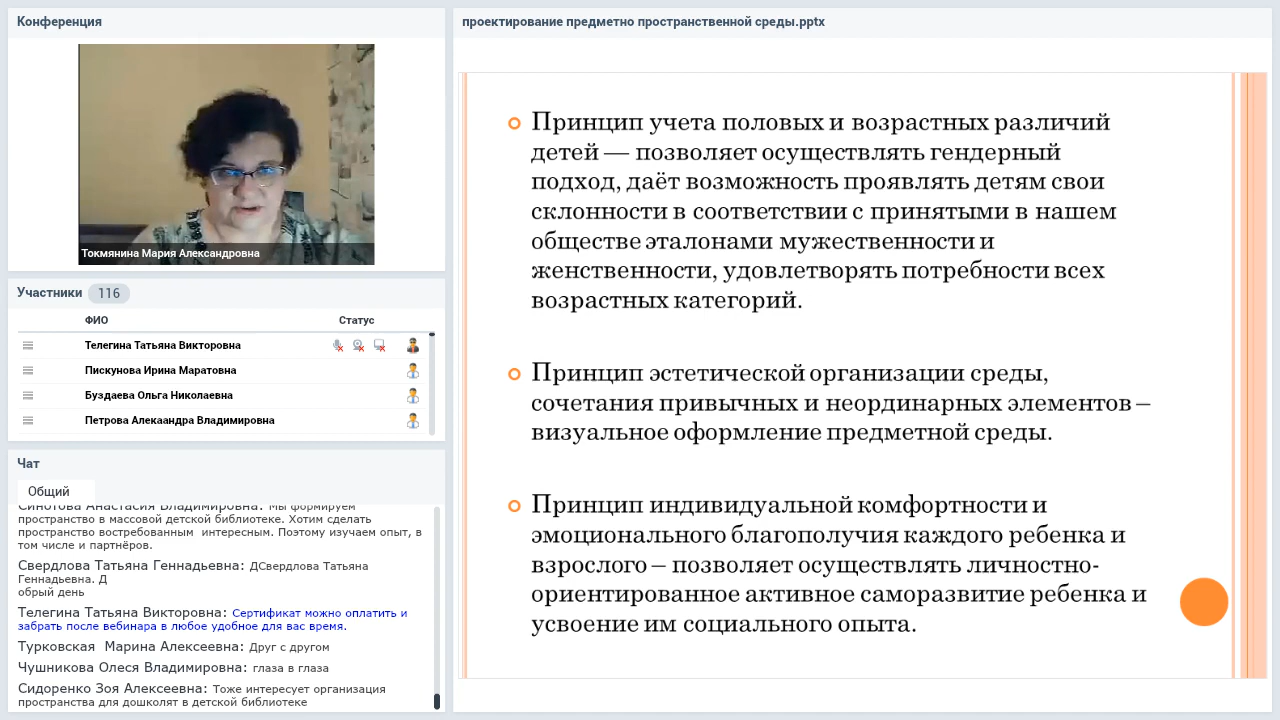 Конференция
Токмянина Мария Александровна
Участники 116
ФИО Статус
Телегина Татьяна Викторовна
Пискунова Ирина Маратовна
Буздаева Ольга Николаевна
Петрова Алекаандра Владимировна
Чат
Общий
Синотова Анастасия Владимировна: Мы формируем
пространство в массовой детской библиотеке. Хотим сделать
пространство востребованным  интересным. Поэтому изучаем опыт, в
том числе и партнёров.
Свердлова Татьяна Геннадьевна: ДСвердлова Татьяна
Геннадьевна. Д
обрый день
Телегина Татьяна Викторовна: Сертификат можно оплатить и
забрать после вебинара в любое удобное для вас время.
Турковская  Марина Алексеевна: Друг с другом
Чушникова Олеся Владимировна: глаза в глаза
Сидоренко Зоя Алексеевна: Тоже интересует организация
пространства для дошколят в детской библиотеке
проектирование предметно пространственной среды.pptx
Принцип учета половых и возрастных различий
детей — позволяет осуществлять гендерный
подход, даёт возможность проявлять детям свои
склонности в соответствии с принятыми в нашем
обществе эталонами мужественности и
женственности, удовлетворять потребности всех
возрастных категорий.
Принцип эстетической организации среды,
сочетания привычных и неординарных элементов –
визуальное оформление предметной среды.
Принцип индивидуальной комфортности и
эмоционального благополучия каждого ребенка и
взрослого – позволяет осуществлять личностно-
ориентированное активное саморазвитие ребенка и
усвоение им социального опыта.